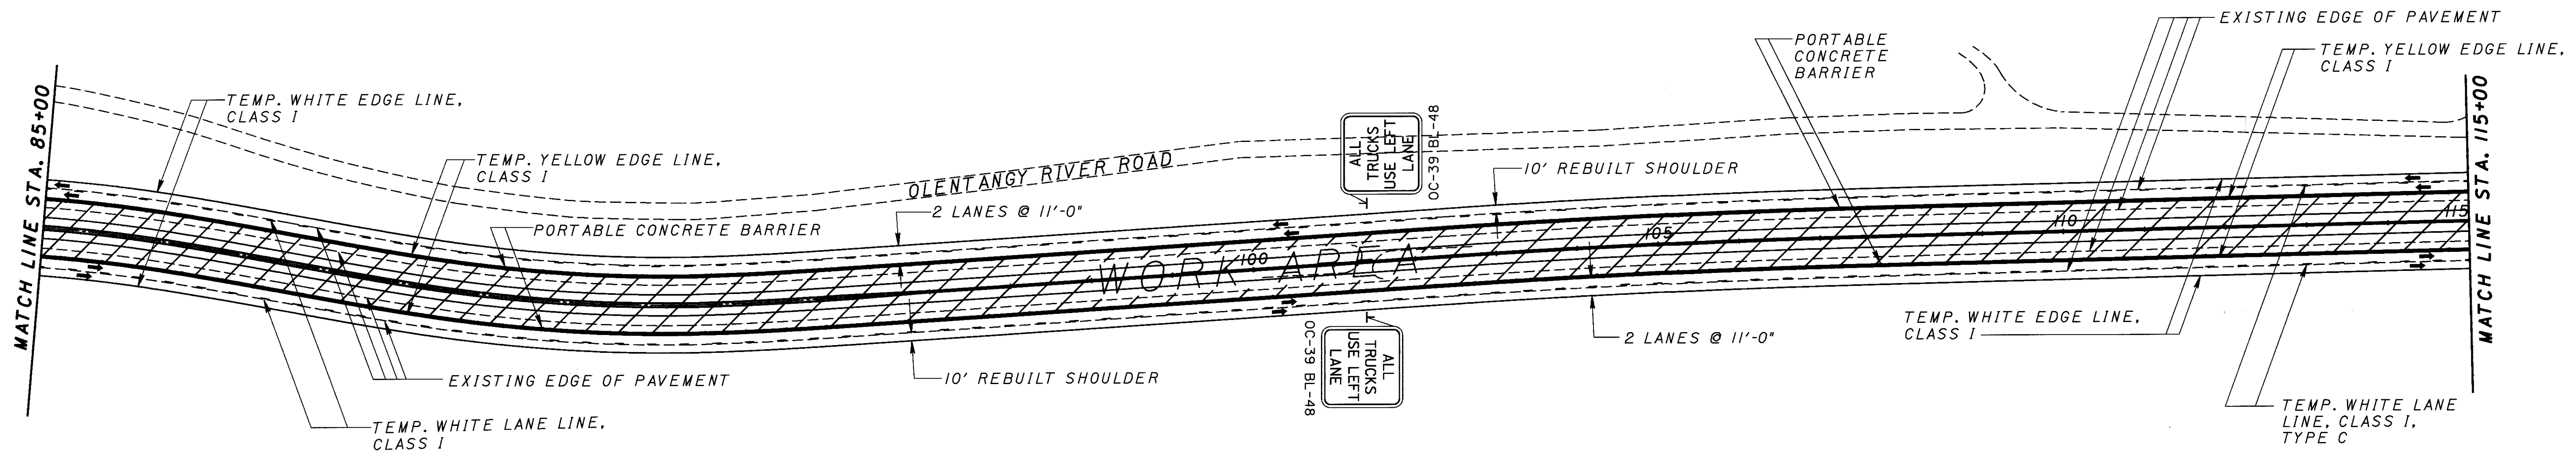 EXISTING EDGE OF PAVEMENT
PORTABLE
CONCRETE
BARRIER
TEMP. YELLOW EDGE LINE,
CLASS I
MATCH LINE STA. 85+00
TEMP. WHITE EDGE LINE,
CLASS I
TEMP. YELLOW EDGE LINE,
CLASS I
OLENTANGY RIVER ROAD
ALL
TRUCKS
USE LEFT
LANE
OC-39 BL-48
10' REBUILT SHOULDER
MATCH LINE STA. 115+00
2 LANES @ 11'-0"
PORTABLE CONCRETE BARRIER
WORK AREA
100
105
110
115
EXISTING EDGE OF PAVEMENT
10' REBUILT SHOULDER
OC-39 BL-48
ALL
TRUCKS
USE LEFT
LANE
2 LANES @ 11'-0"
TEMP. WHITE EDGE LINE,
CLASS I
TEMP. WHITE LANE LINE,
CLASS I
TEMP. WHITE LANE
LINE, CLASS I,
TYPE C